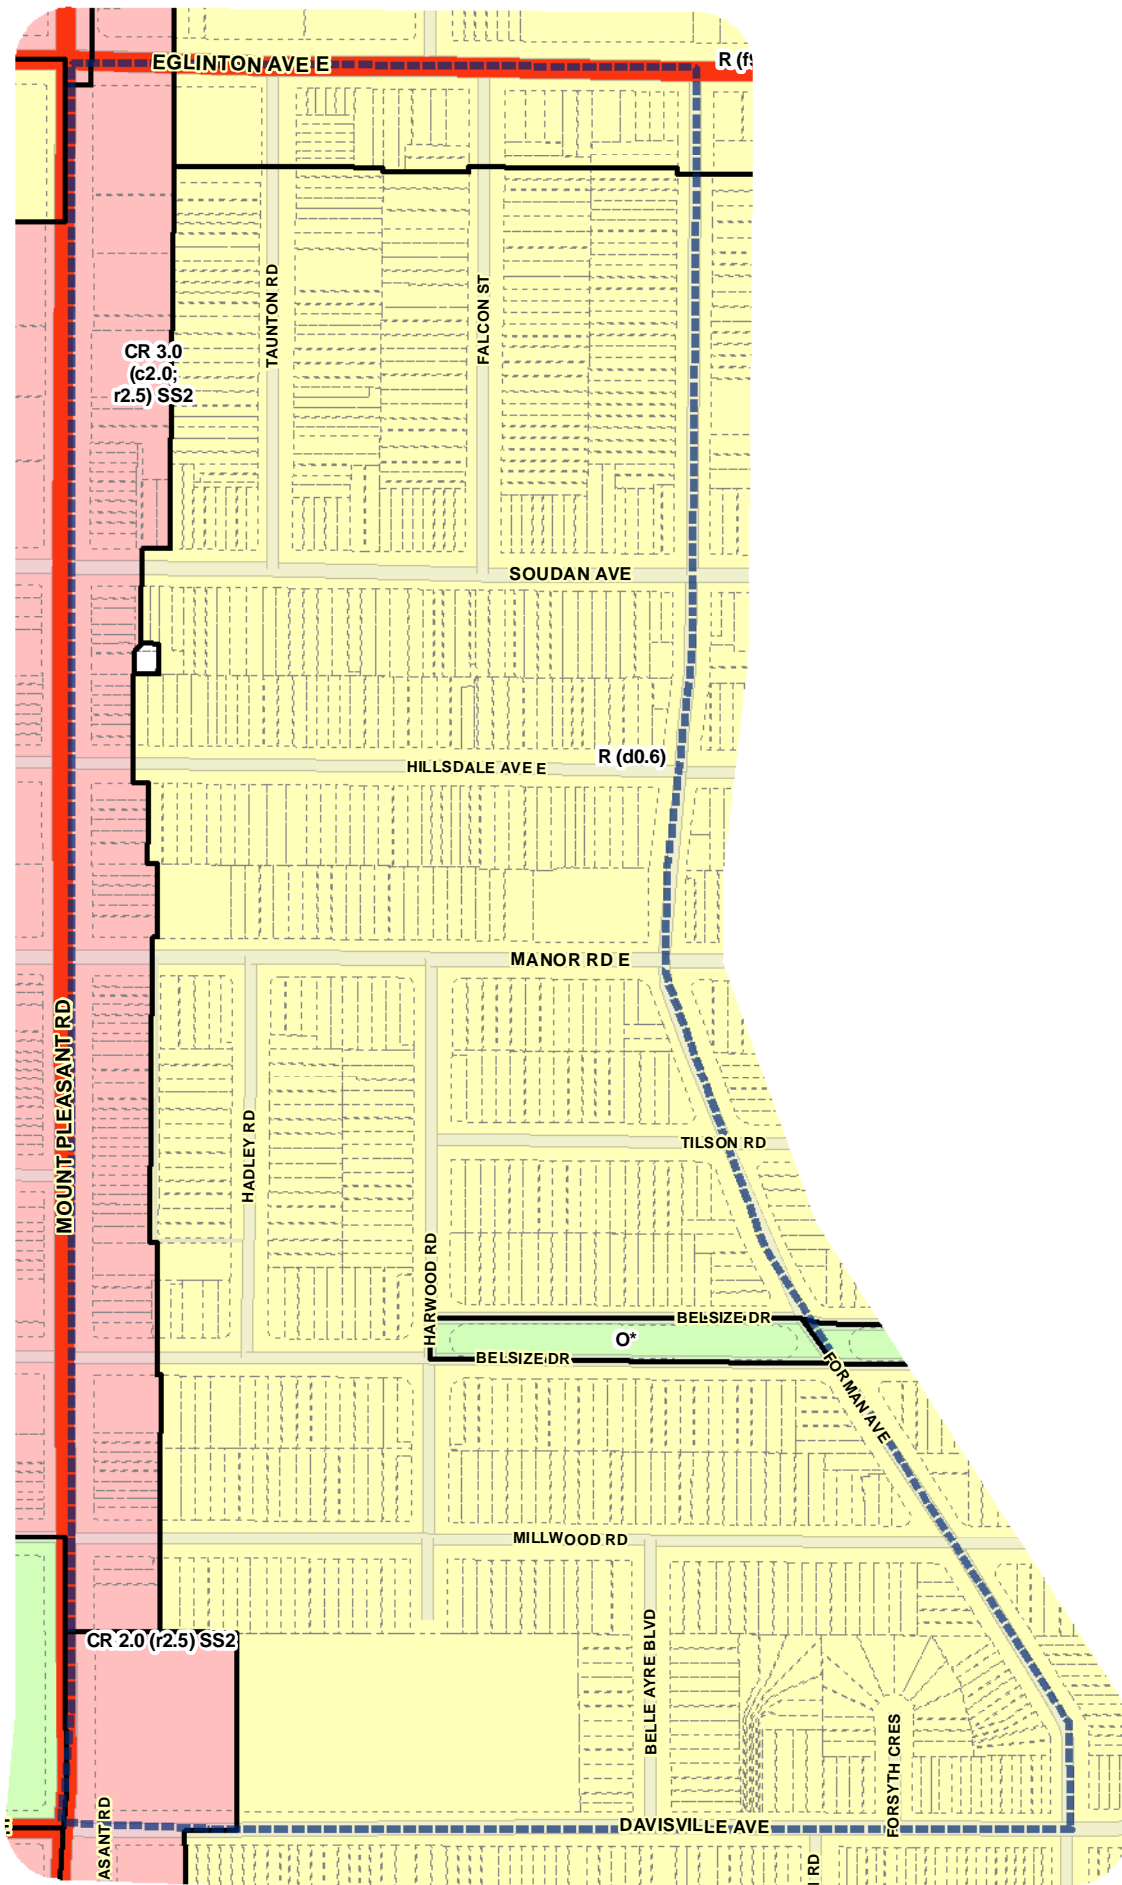 EGLINTON AVE E
R (f
TAUNTON RD
FALCON ST
CR 3.0
(c2.0;
r2.5) SS2
SOUDAN AVE
R (d0.6)
HILLSDALE AVE E
MANOR RD E
MOUNT PLEASANT RD
HADLEY RD
TILSON RD
HARWOOD RD
BELSIZE DR
O*
BELSIZE DR
FORMAN AVE
MILLWOOD RD
CR 2.0 (r2.5) SS2
BELLE AYRE BLVD
FORSYTH CRES
DAVISVILLE AVE
ASANT RD
RD